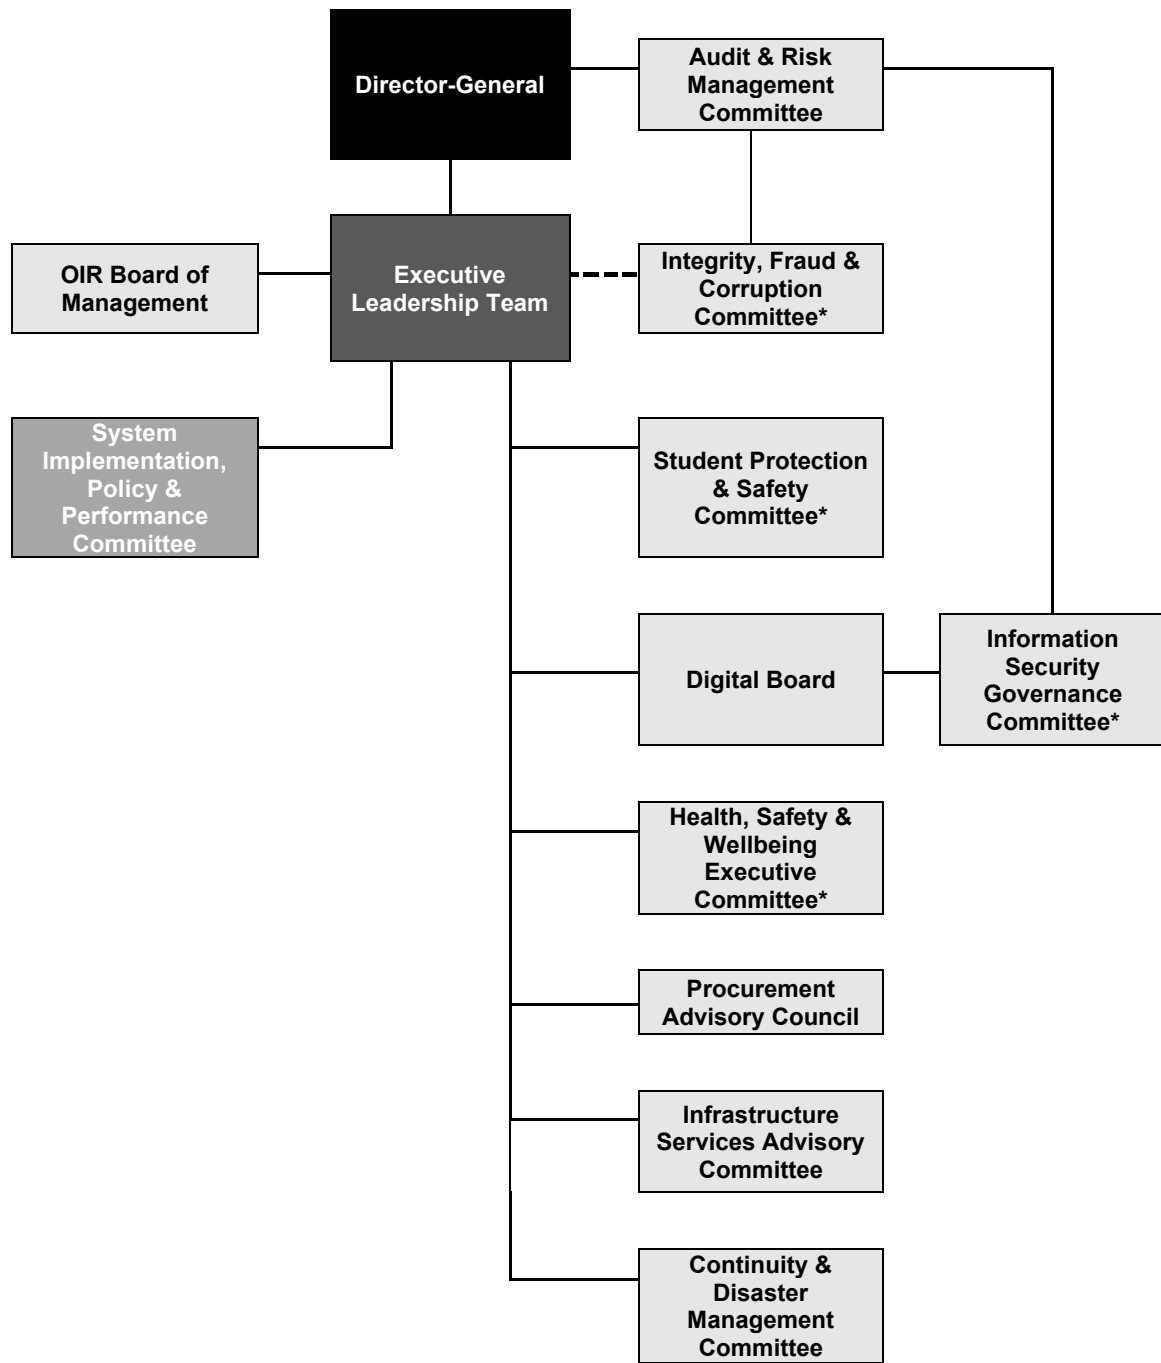 Director-General
Audit & Risk
Management
Committee
OIR Board of
Management
Executive
Leadership Team
Integrity, Fraud &
Corruption
Committee*
System
Implementation,
Policy &
Performance
Committee
Student Protection
& Safety
Committee*
Digital Board
Information
Security
Governance
Committee*
Health, Safety &
Wellbeing
Executive
Committee*
Procurement
Advisory Council
Infrastructure
Services Advisory
Committee
Continuity &
Disaster
Management
Committee